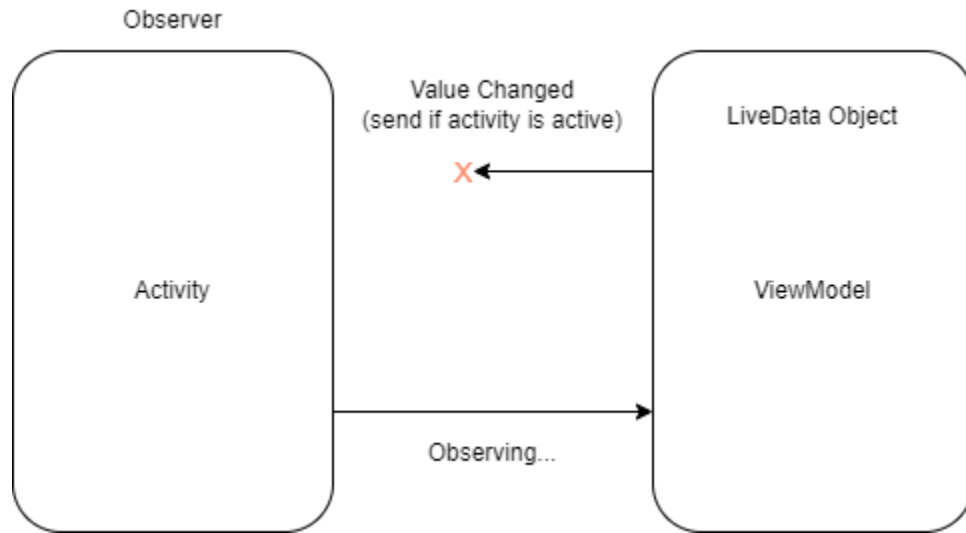 Observer
Value Changed
(send if activity is active)
LiveData Object
X
Activity
ViewModel
Observing...